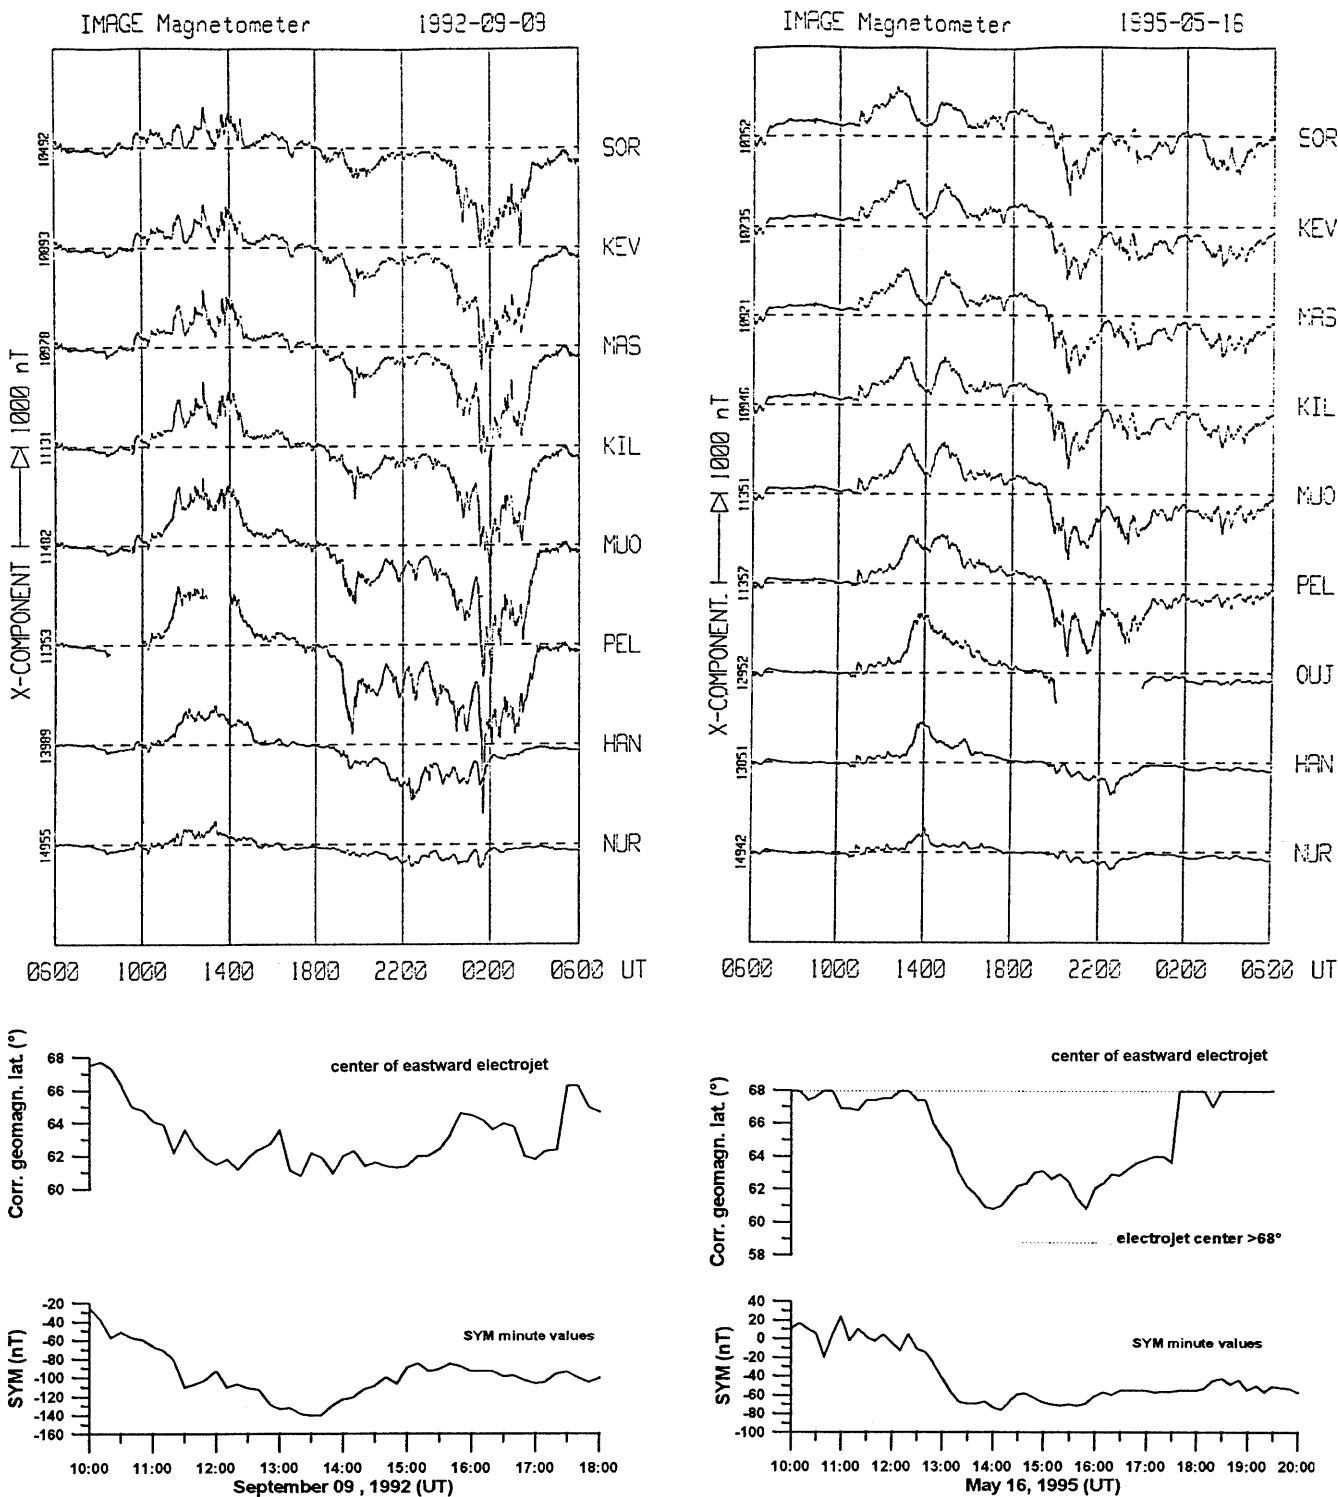 IMAGE Magnetometer 1992-09-09
SOR
KEV
MAS
KIL
MUO
PEL
HAN
NUR
10492
10093
10970
11131
11482
11353
13989
14955
X-COMPONENT 1000 nT
0600 1000 1400 1800 2200 0200 0600 UT
IMAGE Magnetometer 1995-05-16
SOR
KEV
MAS
KIL
MUO
PEL
OUJ
HAN
NUR
10352
10735
10921
10946
11351
11357
12952
13851
14942
X-COMPONENT. 1000 nT
0600 1000 1400 1800 2200 0200 0600 UT
center of eastward electrojet
Corr. geomagn. lat. (°)
68
66
64
62
60
SYM minute values
SYM (nT)
-20
-40
-60
-80
-100
-120
-140
-160
10:00 11:00 12:00 13:00 14:00 15:00 16:00 17:00 18:00
September 09 , 1992 (UT)
center of eastward electrojet
Corr. geomagn. lat. (°)
68
66
64
62
60
58
electrojet center >68°
SYM minute values
SYM (nT)
40
20
0
-20
-40
-60
-80
-100
10:00 11:00 12:00 13:00 14:00 15:00 16:00 17:00 18:00 19:00 20:00
May 16, 1995 (UT)